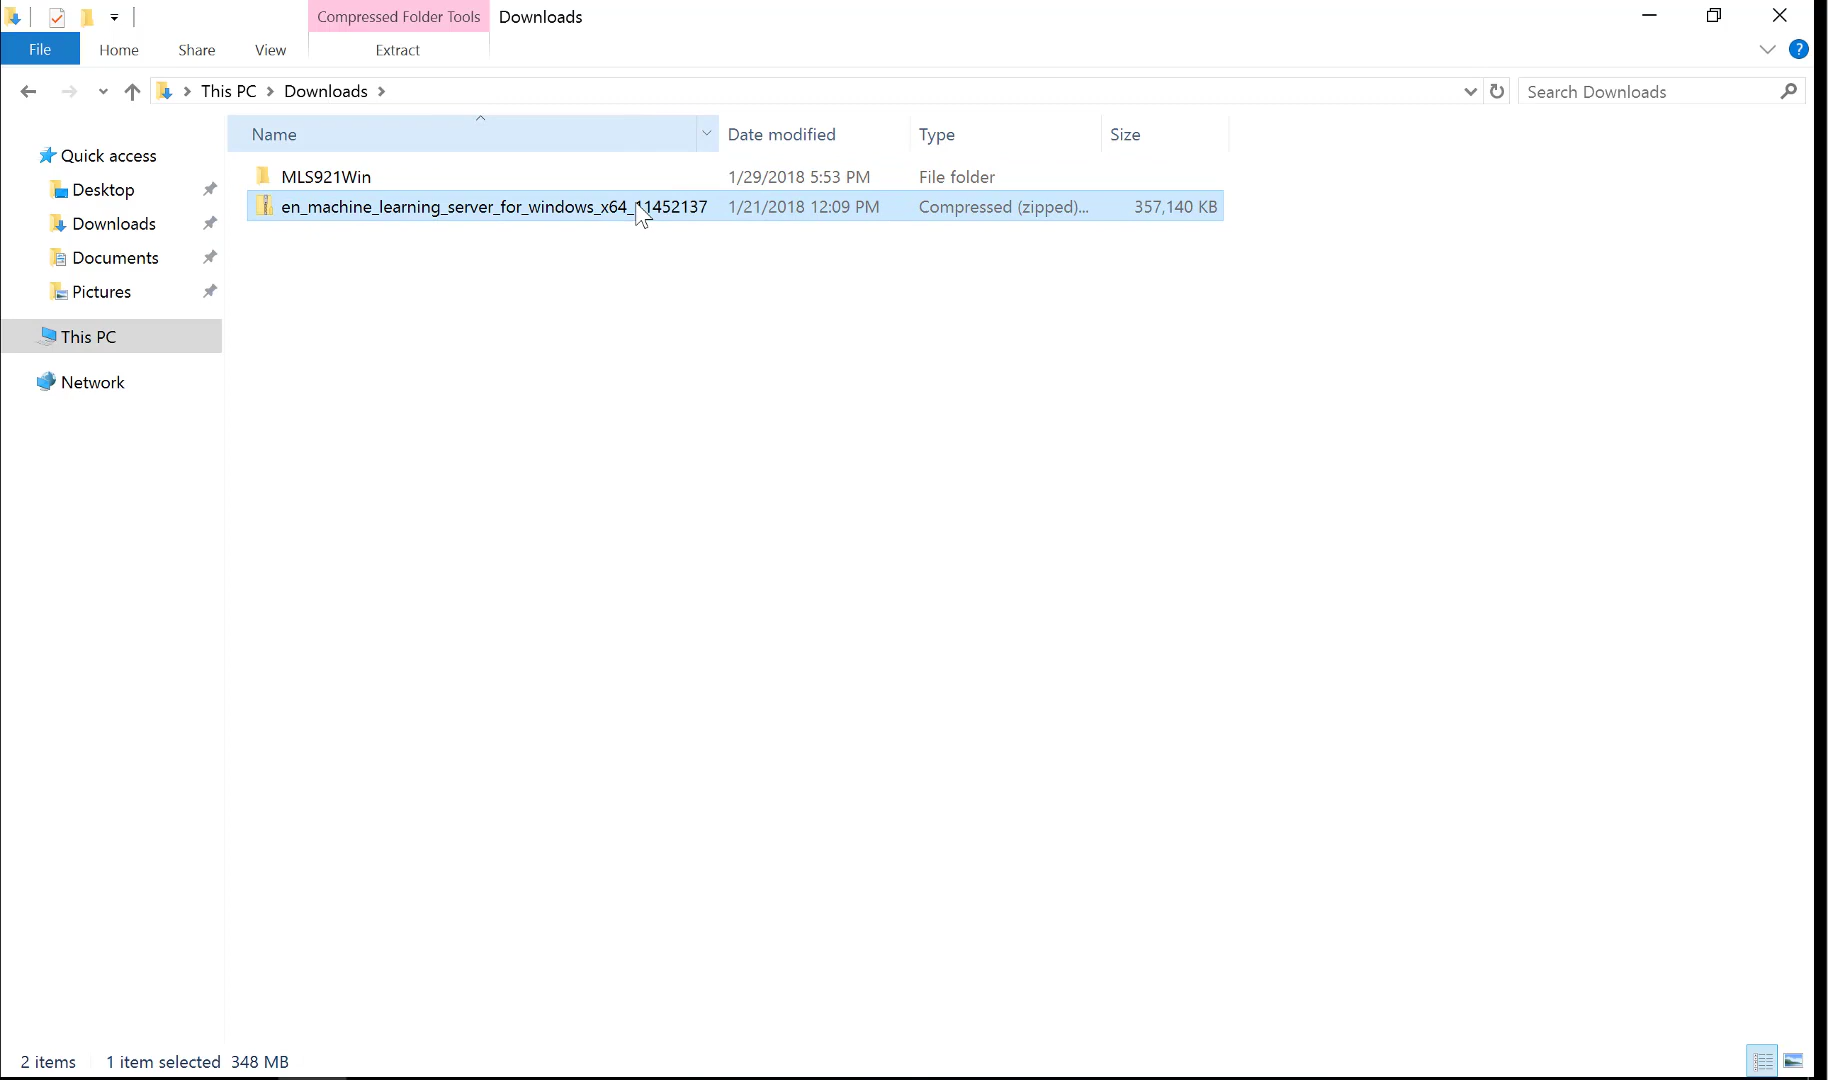 Compressed Folder Tools Downloads
File Home Share View Extract ?
This PC Downloads Search Downloads
Name Date modified Type Size
Quick access
Desktop
Downloads
Documents
Pictures
This PC
Network
MLS921Win 1/29/2018 5:53 PM File folder
en_machine_learning_server_for_windows_x64_11452137 1/21/2018 12:09 PM Compressed (zipped)... 357,140 KB
2 items 1 item selected 348 MB